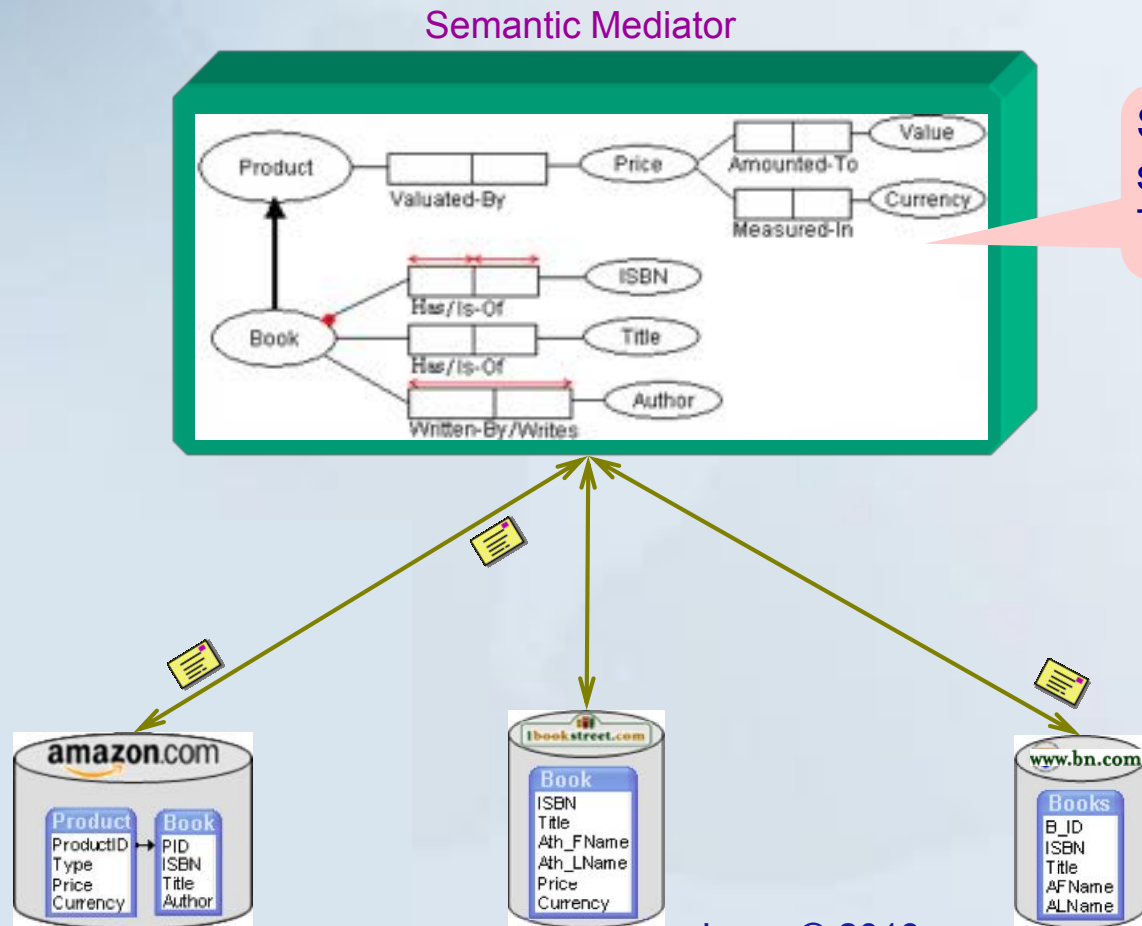 Semantic Mediator
Product
Valuated-By
Price
Amounted-To
Value
Measured-In
Currency
Book
Has/Is-Of
ISBN
Has/Is-Of
Title
Written-By/Writes
Author
amazon.com
Product
ProductID
Type
Price
Currency
Book
PID
ISBN
Title
Author
1bookstreet.com
Book
ISBN
Title
Ath_FName
Ath_LName
Price
Currency
www.bn.com
Books
B_ID
ISBN
Title
AFName
ALName
© 2010